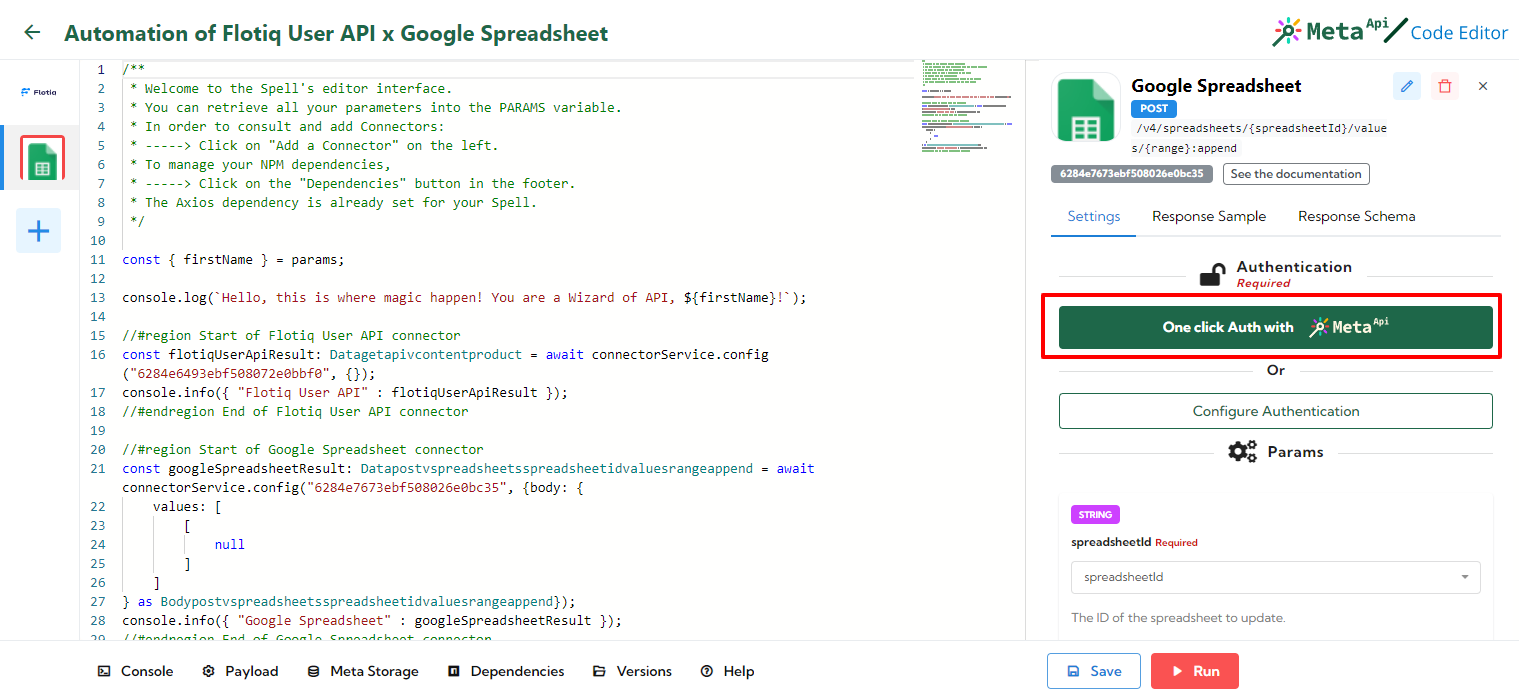 Automation of Flotiq User API x Google Spreadsheet
MetaApi Code Editor
Flotiq
1 /**
2 * Welcome to the Spell's editor interface.
3 * You can retrieve all your parameters into the PARAMS variable.
4 * In order to consult and add Connectors:
5 * -----> Click on "Add a Connector" on the left.
6 * To manage your NPM dependencies,
7 * -----> Click on the "Dependencies" button in the footer.
8 * The Axios dependency is already set for your Spell.
9 */
10
11 const { firstName } = params;
12
13 console.log(`Hello, this is where magic happen! You are a Wizard of API, ${firstName}!`);
14
15 //#region Start of Flotiq User API connector
16 const flotiqUserApiResult: Datagetapivcontentproduct = await connectorService.config
("6284e6493ebf508072e0bbf0", {});
17 console.info({ "Flotiq User API" : flotiqUserApiResult });
18 //#endregion End of Flotiq User API connector
19
20 //#region Start of Google Spreadsheet connector
21 const googleSpreadsheetResult: Datapostvspreadsheetsspreadsheetidvaluesrangeappend = await
connectorService.config("6284e7673ebf508026e0bc35", {body: {
22 values: [
23 [
24 null
25 ]
26 ]
27 } as Bodypostvspreadsheetsspreadsheetidvaluesrangeappend});
28 console.info({ "Google Spreadsheet" : googleSpreadsheetResult });
29 //#endregion End of Google Spreadsheet connector
Google Spreadsheet
POST
/v4/spreadsheets/{spreadsheetId}/value
s/{range}:append
6284e7673ebf508026e0bc35 See the documentation
Settings Response Sample Response Schema
Authentication
Required
One click Auth with MetaApi
Or
Configure Authentication
Params
STRING
spreadsheetId Required
spreadsheetId
The ID of the spreadsheet to update.
Console Payload Meta Storage Dependencies Versions Help
Save Run